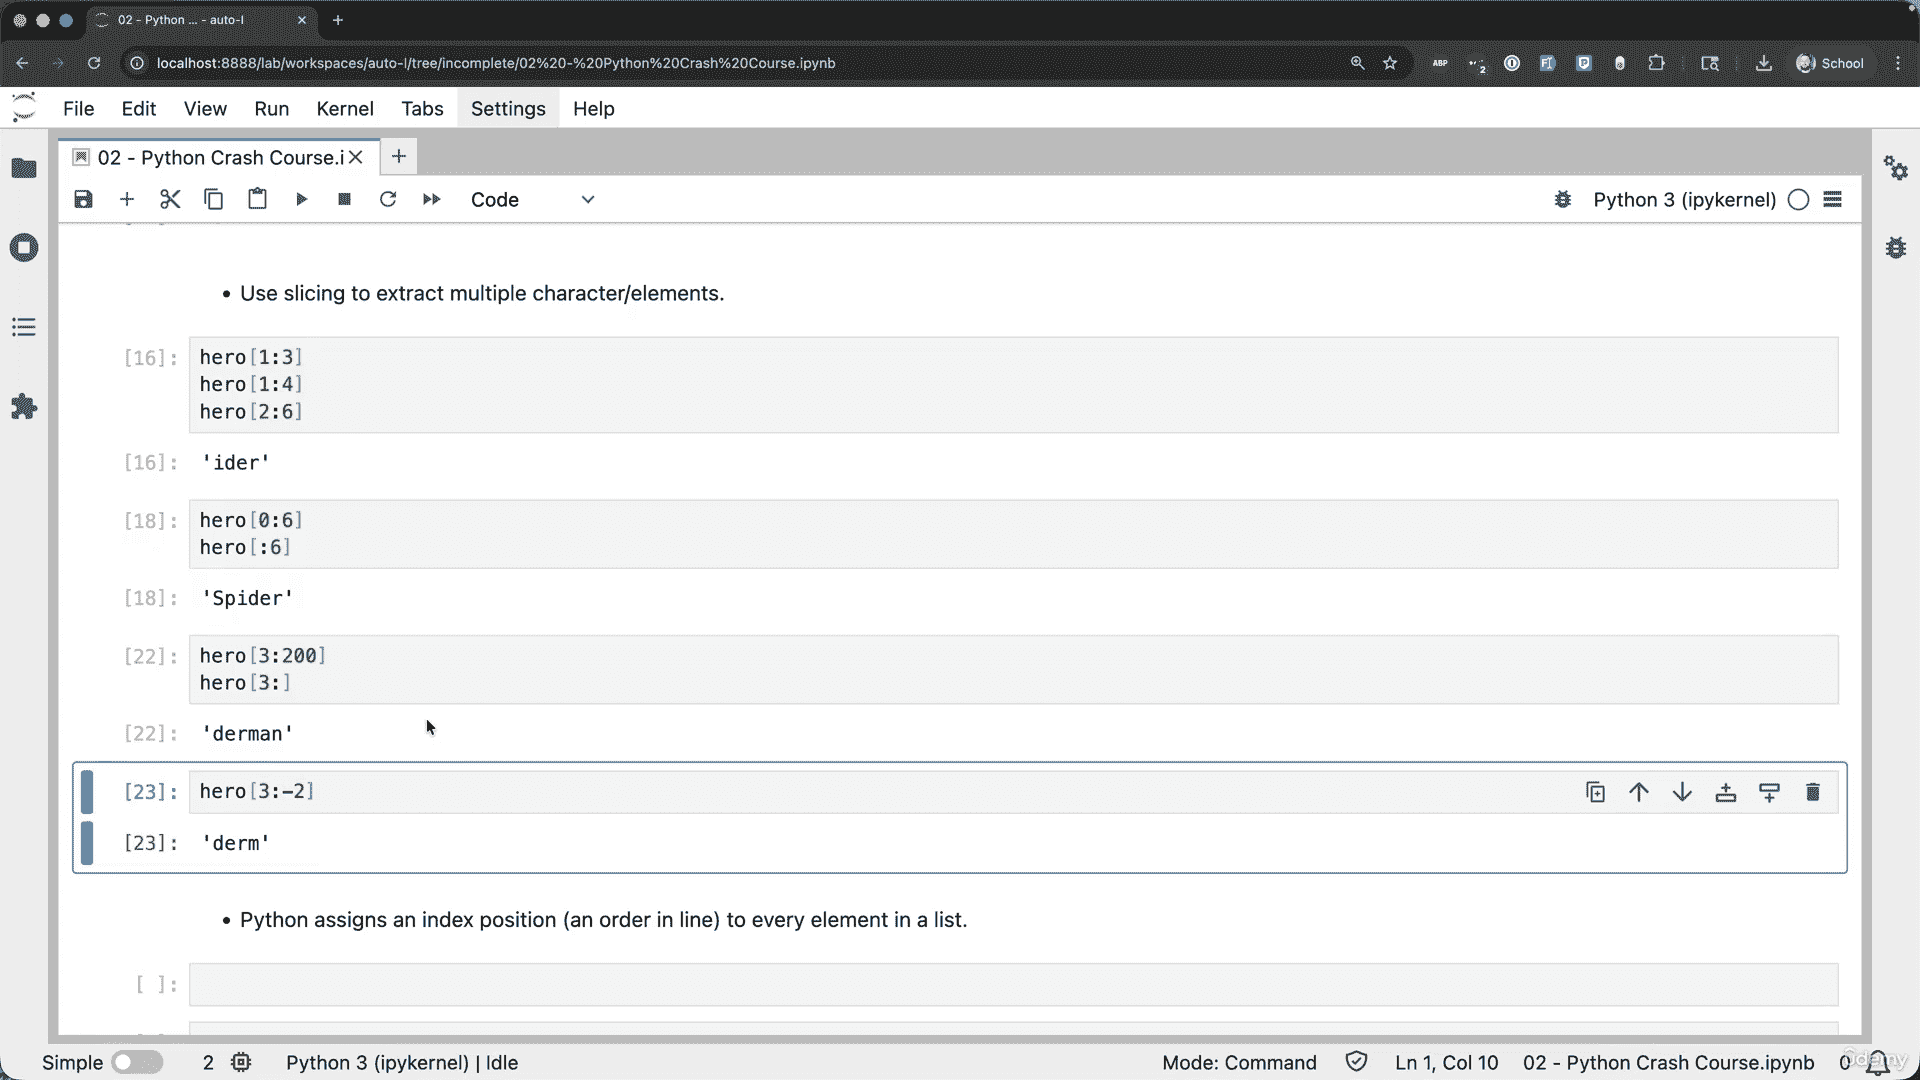 02 - Python ... - auto-l
localhost:8888/lab/workspaces/auto-l/tree/incomplete/02%20-%20Python%20Crash%20Course.ipynb
ABP
2
School
File Edit View Run Kernel Tabs Settings Help
02 - Python Crash Course.i
Code
Python 3 (ipykernel)
• Use slicing to extract multiple character/elements.
[16]: hero[1:3]
hero[1:4]
hero[2:6]
[16]: 'ider'
[18]: hero[0:6]
hero[:6]
[18]: 'Spider'
[22]: hero[3:200]
hero[3:]
[22]: 'derman'
[23]: hero[3:-2]
[23]: 'derm'
• Python assigns an index position (an order in line) to every element in a list.
[ ]:
Simple 2 Python 3 (ipykernel) | Idle Mode: Command Ln 1, Col 10 02 - Python Crash Course.ipynb 0
Udemy